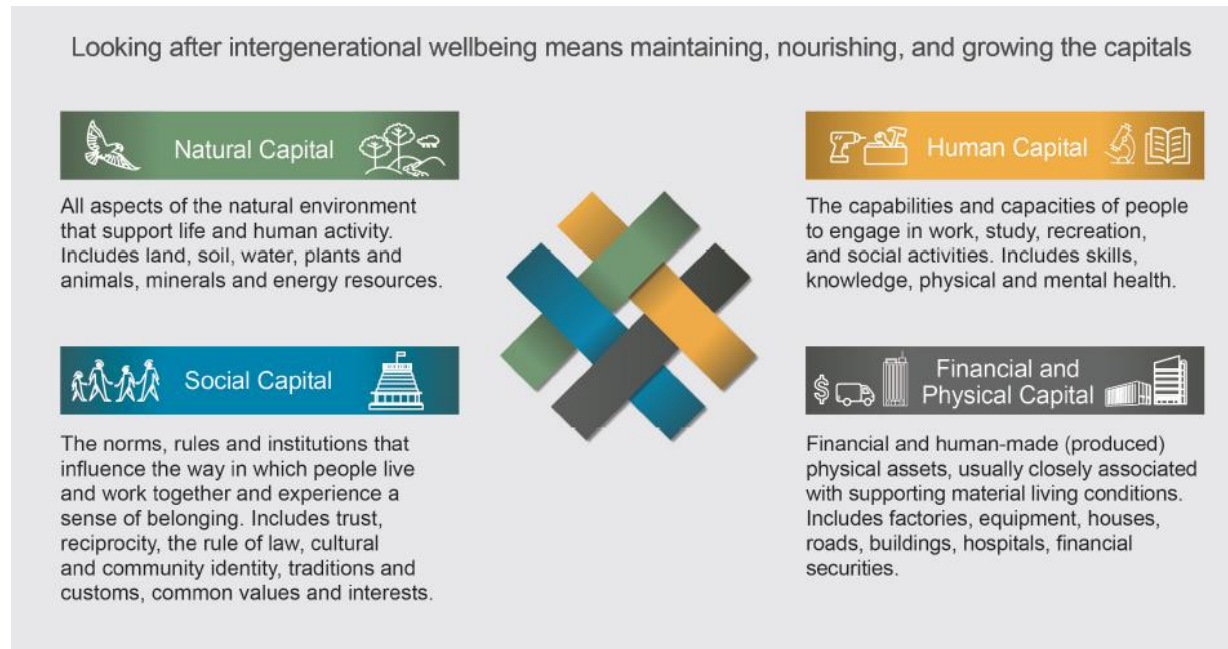 Looking after intergenerational wellbeing means maintaining, nourishing, and growing the capitals
Natural Capital
All aspects of the natural environment
that support life and human activity.
Includes land, soil, water, plants and
animals, minerals and energy resources.
Human Capital
The capabilities and capacities of people
to engage in work, study, recreation,
and social activities. Includes skills,
knowledge, physical and mental health.
Social Capital
The norms, rules and institutions that
influence the way in which people live
and work together and experience a
sense of belonging. Includes trust,
reciprocity, the rule of law, cultural
and community identity, traditions and
customs, common values and interests.
$
Financial and
Physical Capital
Financial and human-made (produced)
physical assets, usually closely associated
with supporting material living conditions.
Includes factories, equipment, houses,
roads, buildings, hospitals, financial
securities.